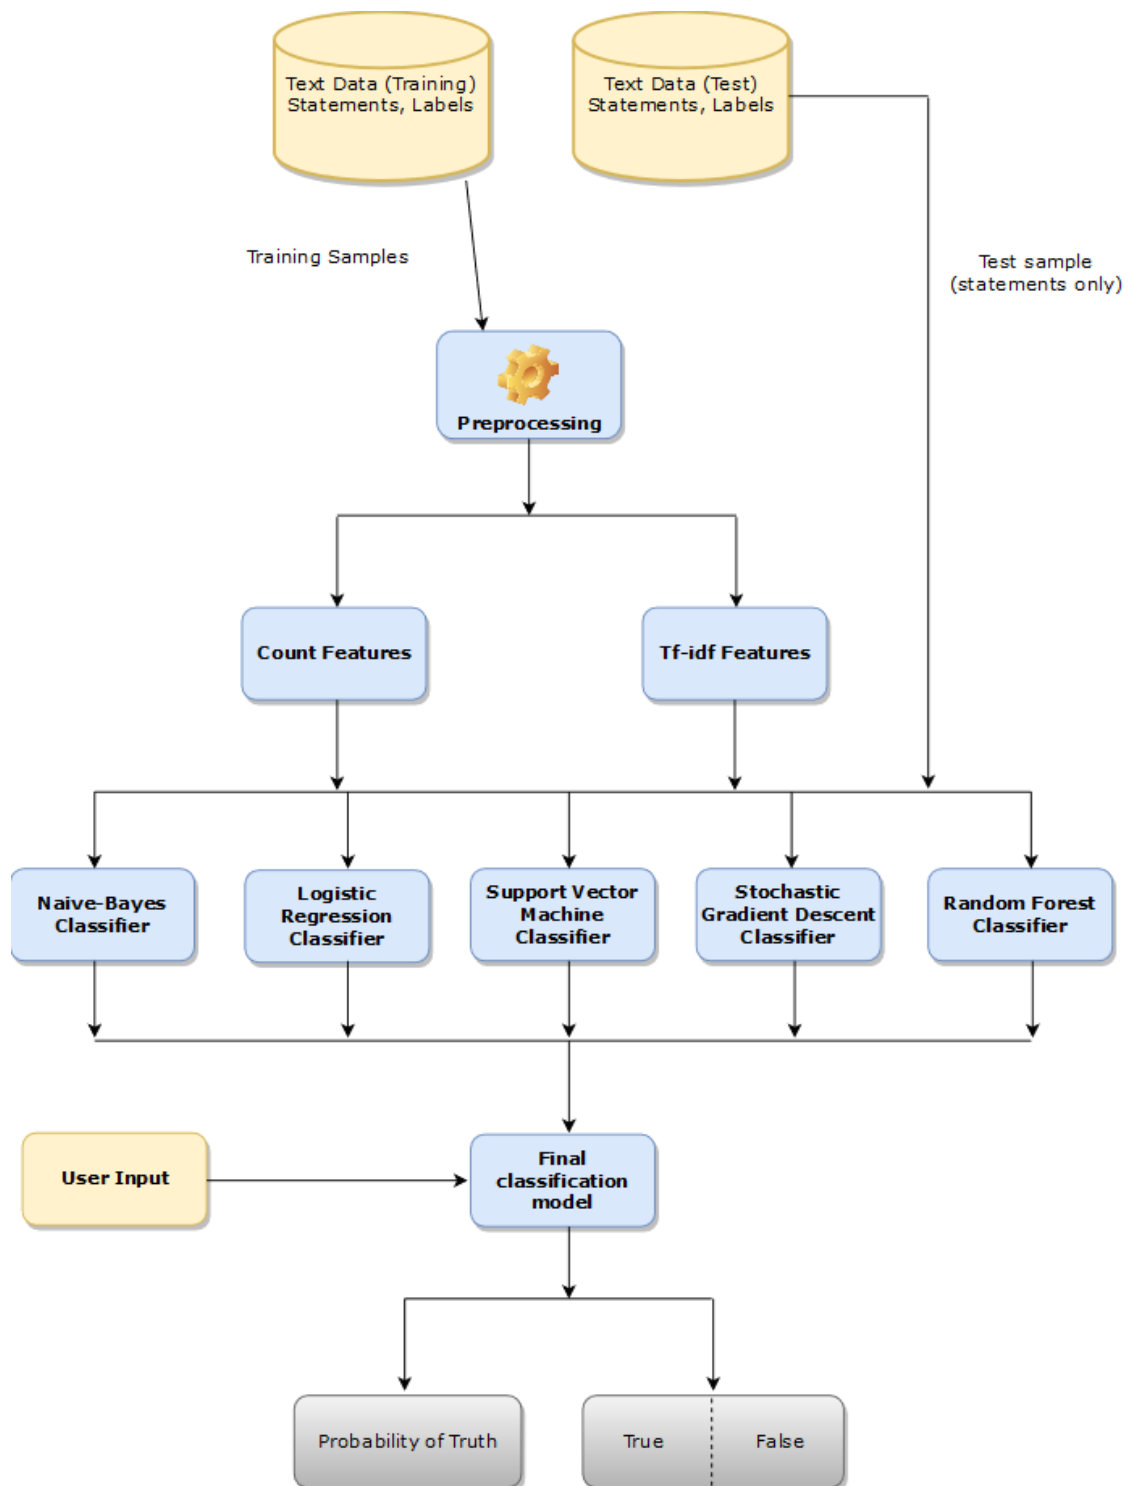 Text Data (Training)
Statements, Labels
Text Data (Test)
Statements, Labels
Training Samples
Test sample
(statements only)
Preprocessing
Count Features
Tf-idf Features
Naive-Bayes
Classifier
Logistic
Regression
Classifier
Support Vector
Machine
Classifier
Stochastic
Gradient Descent
Classifier
Random Forest
Classifier
User Input
Final
classification
model
Probability of Truth
True
False